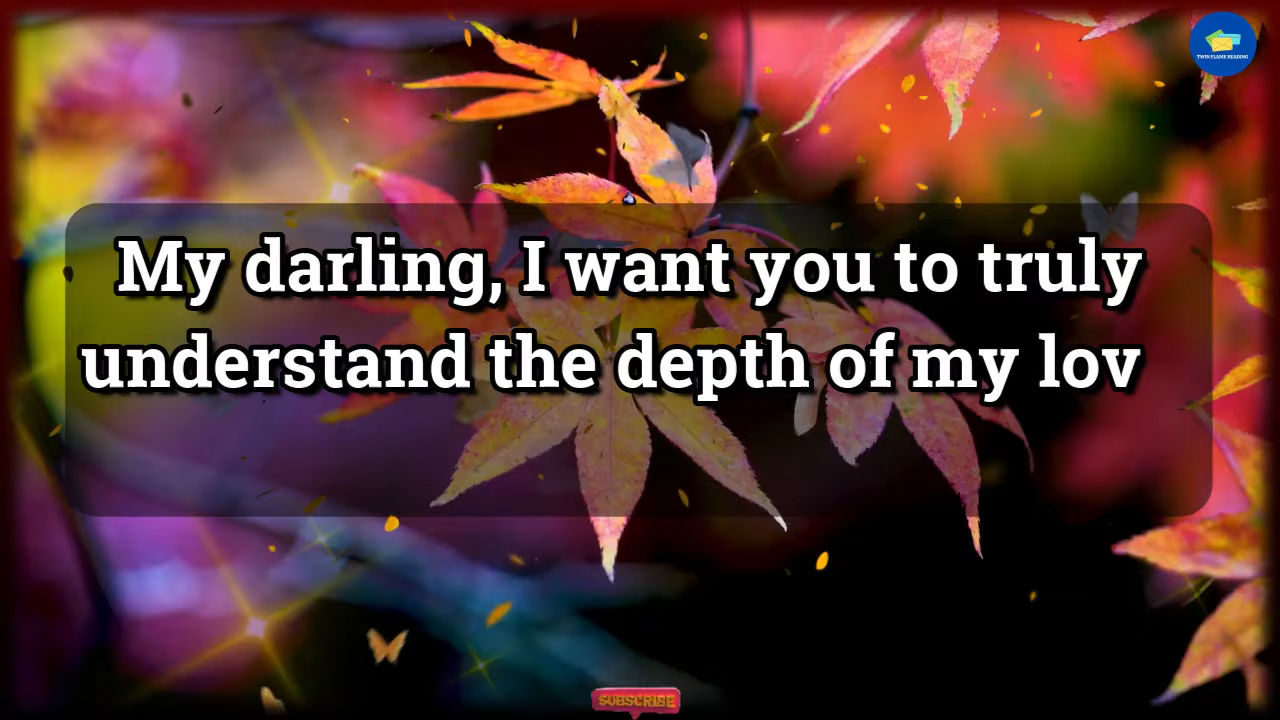 TWIN FLAME READING
My darling, I want you to truly
understand the depth of my lov
SUBSCRIBE